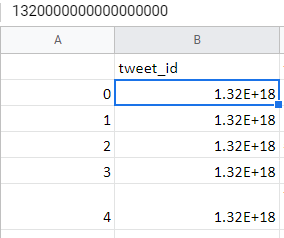 1320000000000000000
A B
tweet_id
0 1.32E+18
1 1.32E+18
2 1.32E+18
3 1.32E+18
4 1.32E+18